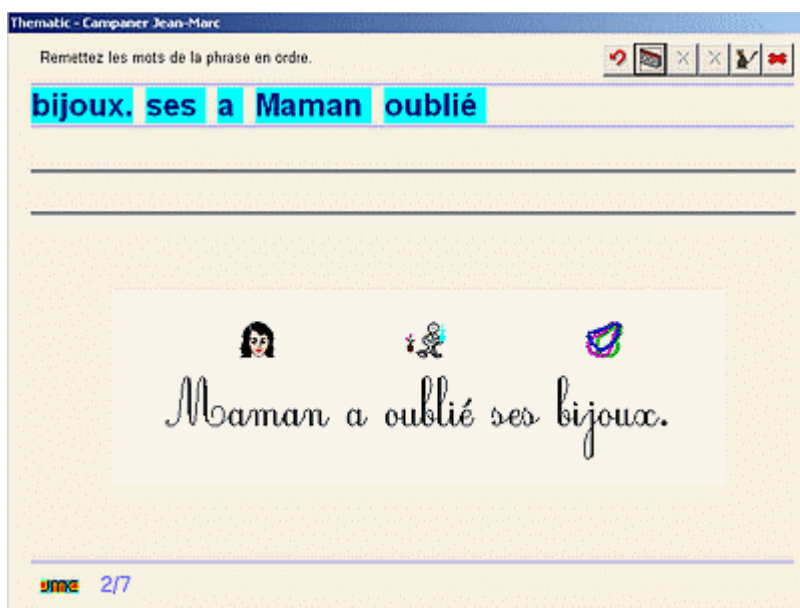 Thematic - Campaner Jean-Marc
Remettez les mots de la phrase en ordre.
bijoux. ses a Maman oublié
Maman a oublié ses bijoux.
jmc 2/7